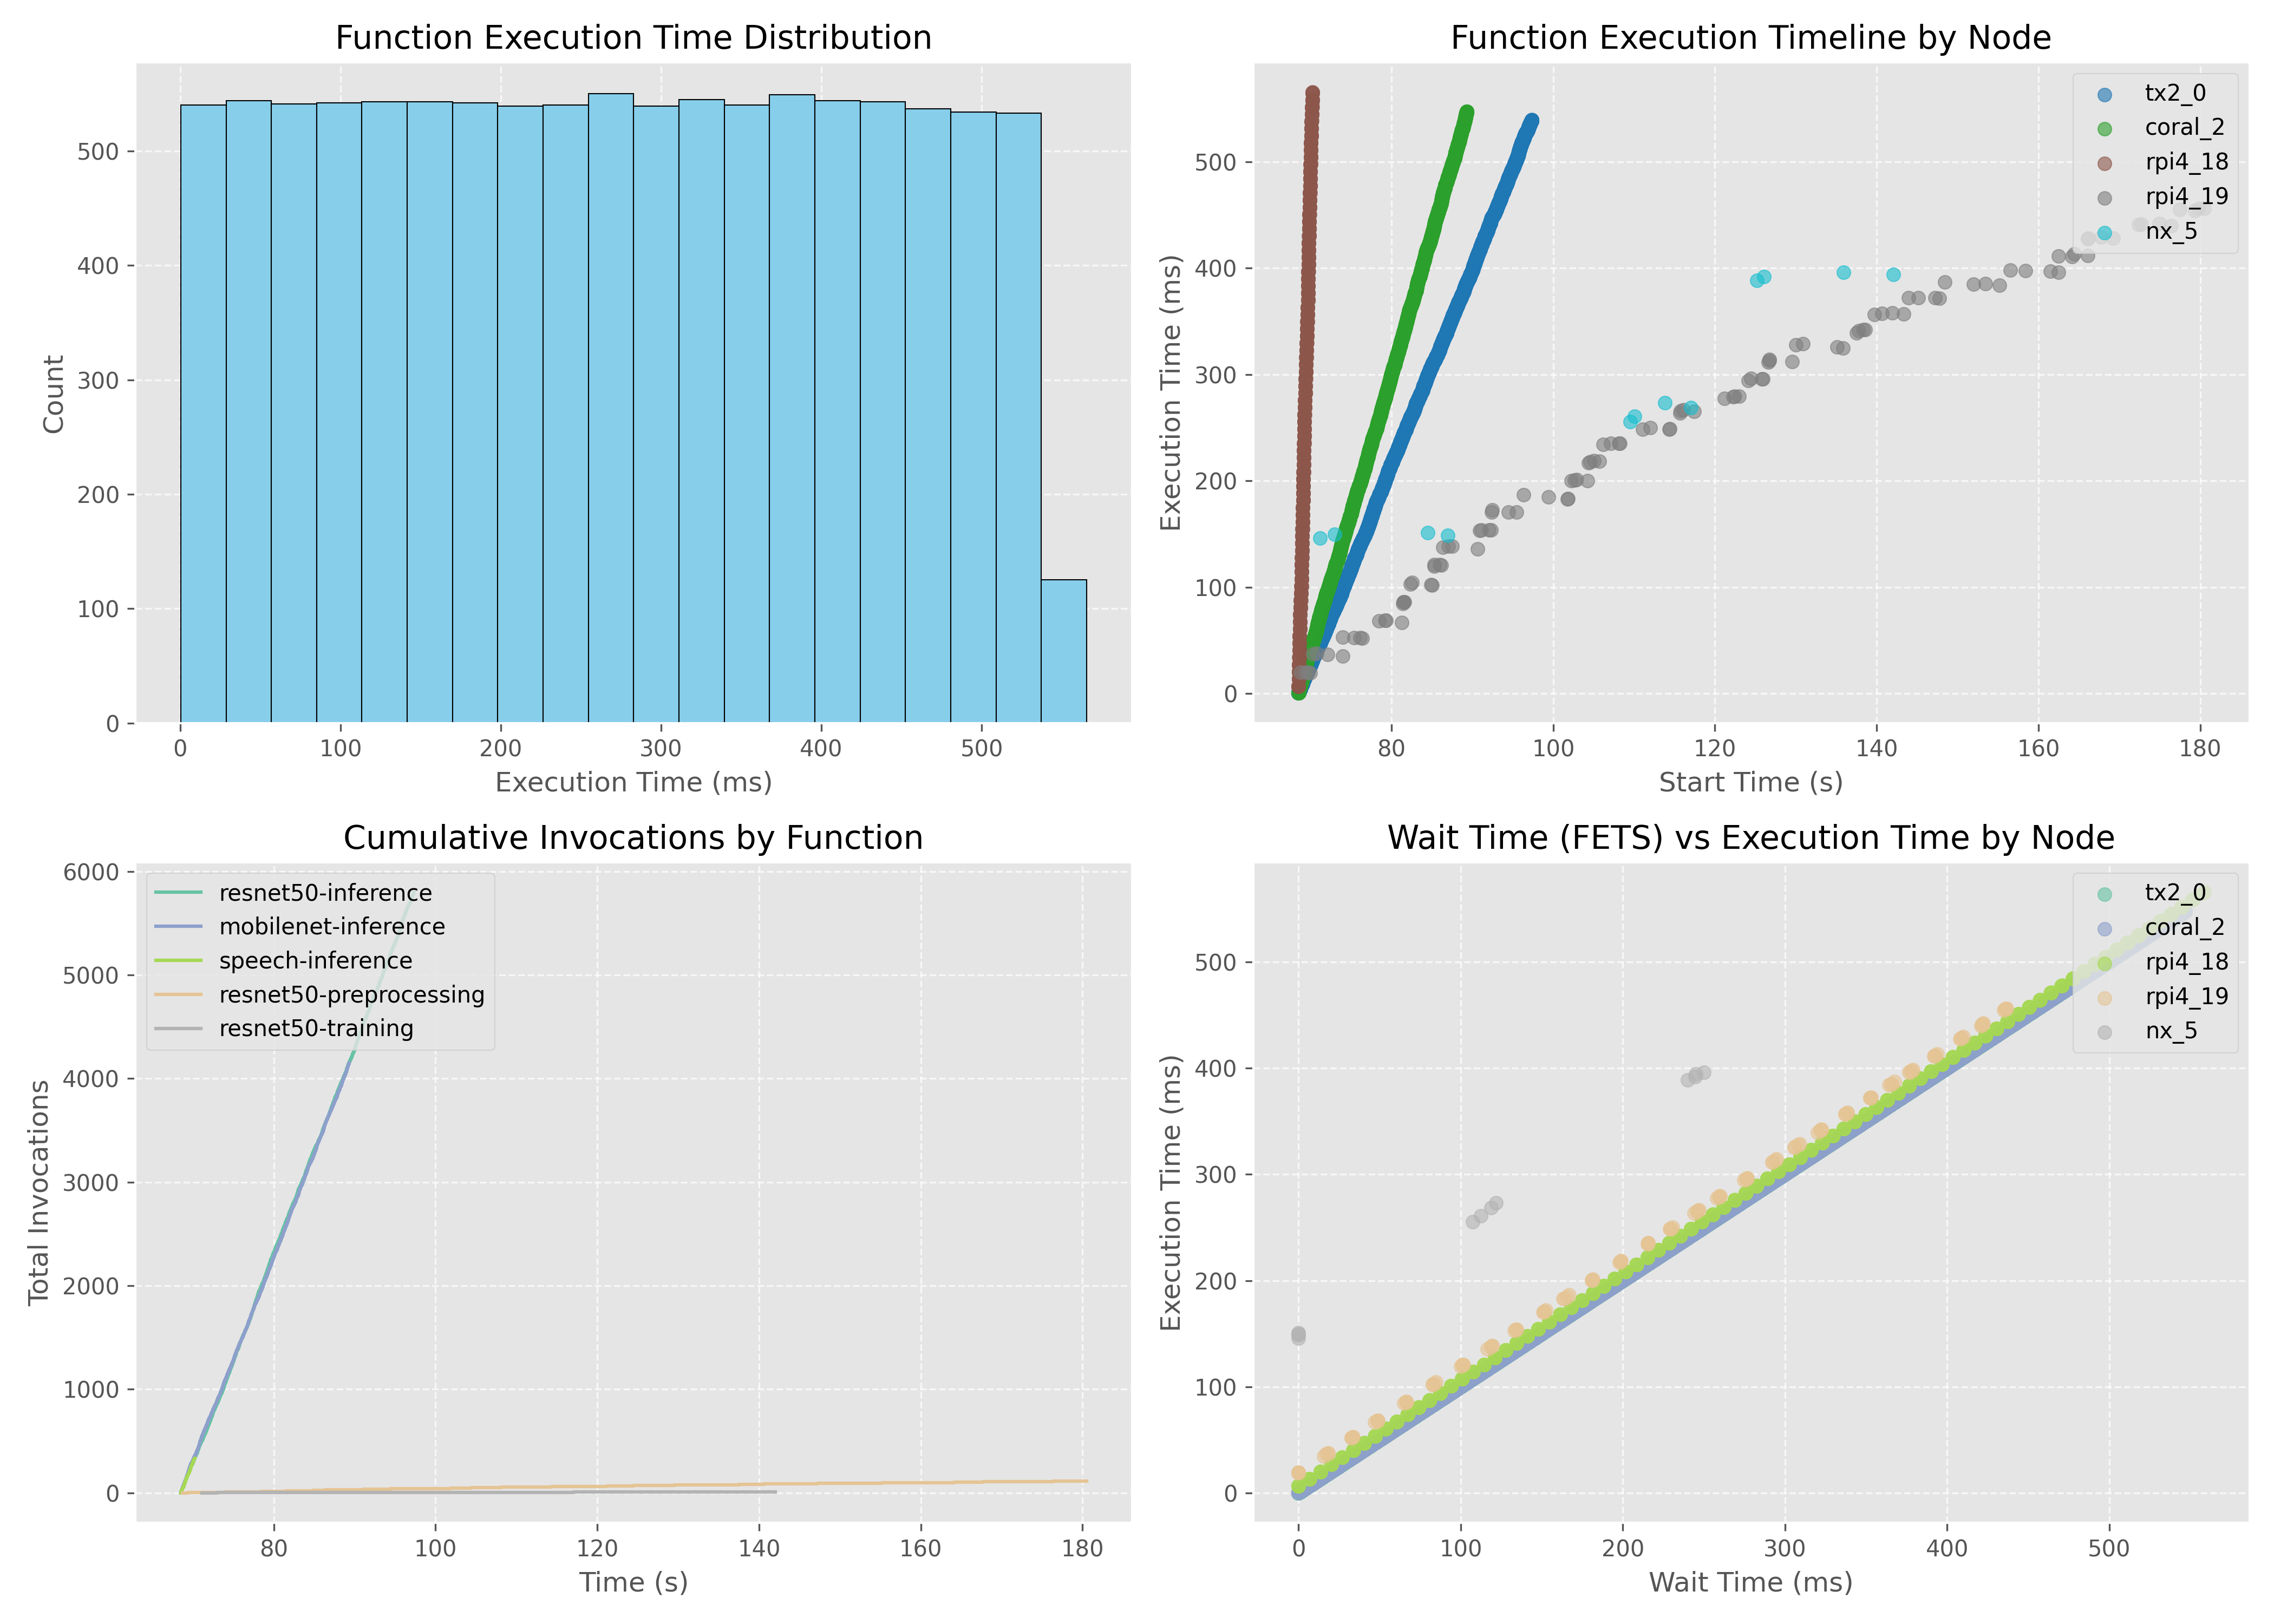 Function Execution Time Distribution
Count
500
400
300
200
100
0
0 100 200 300 400 500
Execution Time (ms)
Function Execution Timeline by Node
Execution Time (ms)
500
400
300
200
100
0
tx2_0
coral_2
rpi4_18
rpi4_19
nx_5
80 100 120 140 160 180
Start Time (s)
Cumulative Invocations by Function
Total Invocations
6000
5000
4000
3000
2000
1000
0
resnet50-inference
mobilenet-inference
speech-inference
resnet50-preprocessing
resnet50-training
80 100 120 140 160 180
Time (s)
Wait Time (FETS) vs Execution Time by Node
Execution Time (ms)
500
400
300
200
100
0
tx2_0
coral_2
rpi4_18
rpi4_19
nx_5
0 100 200 300 400 500
Wait Time (ms)